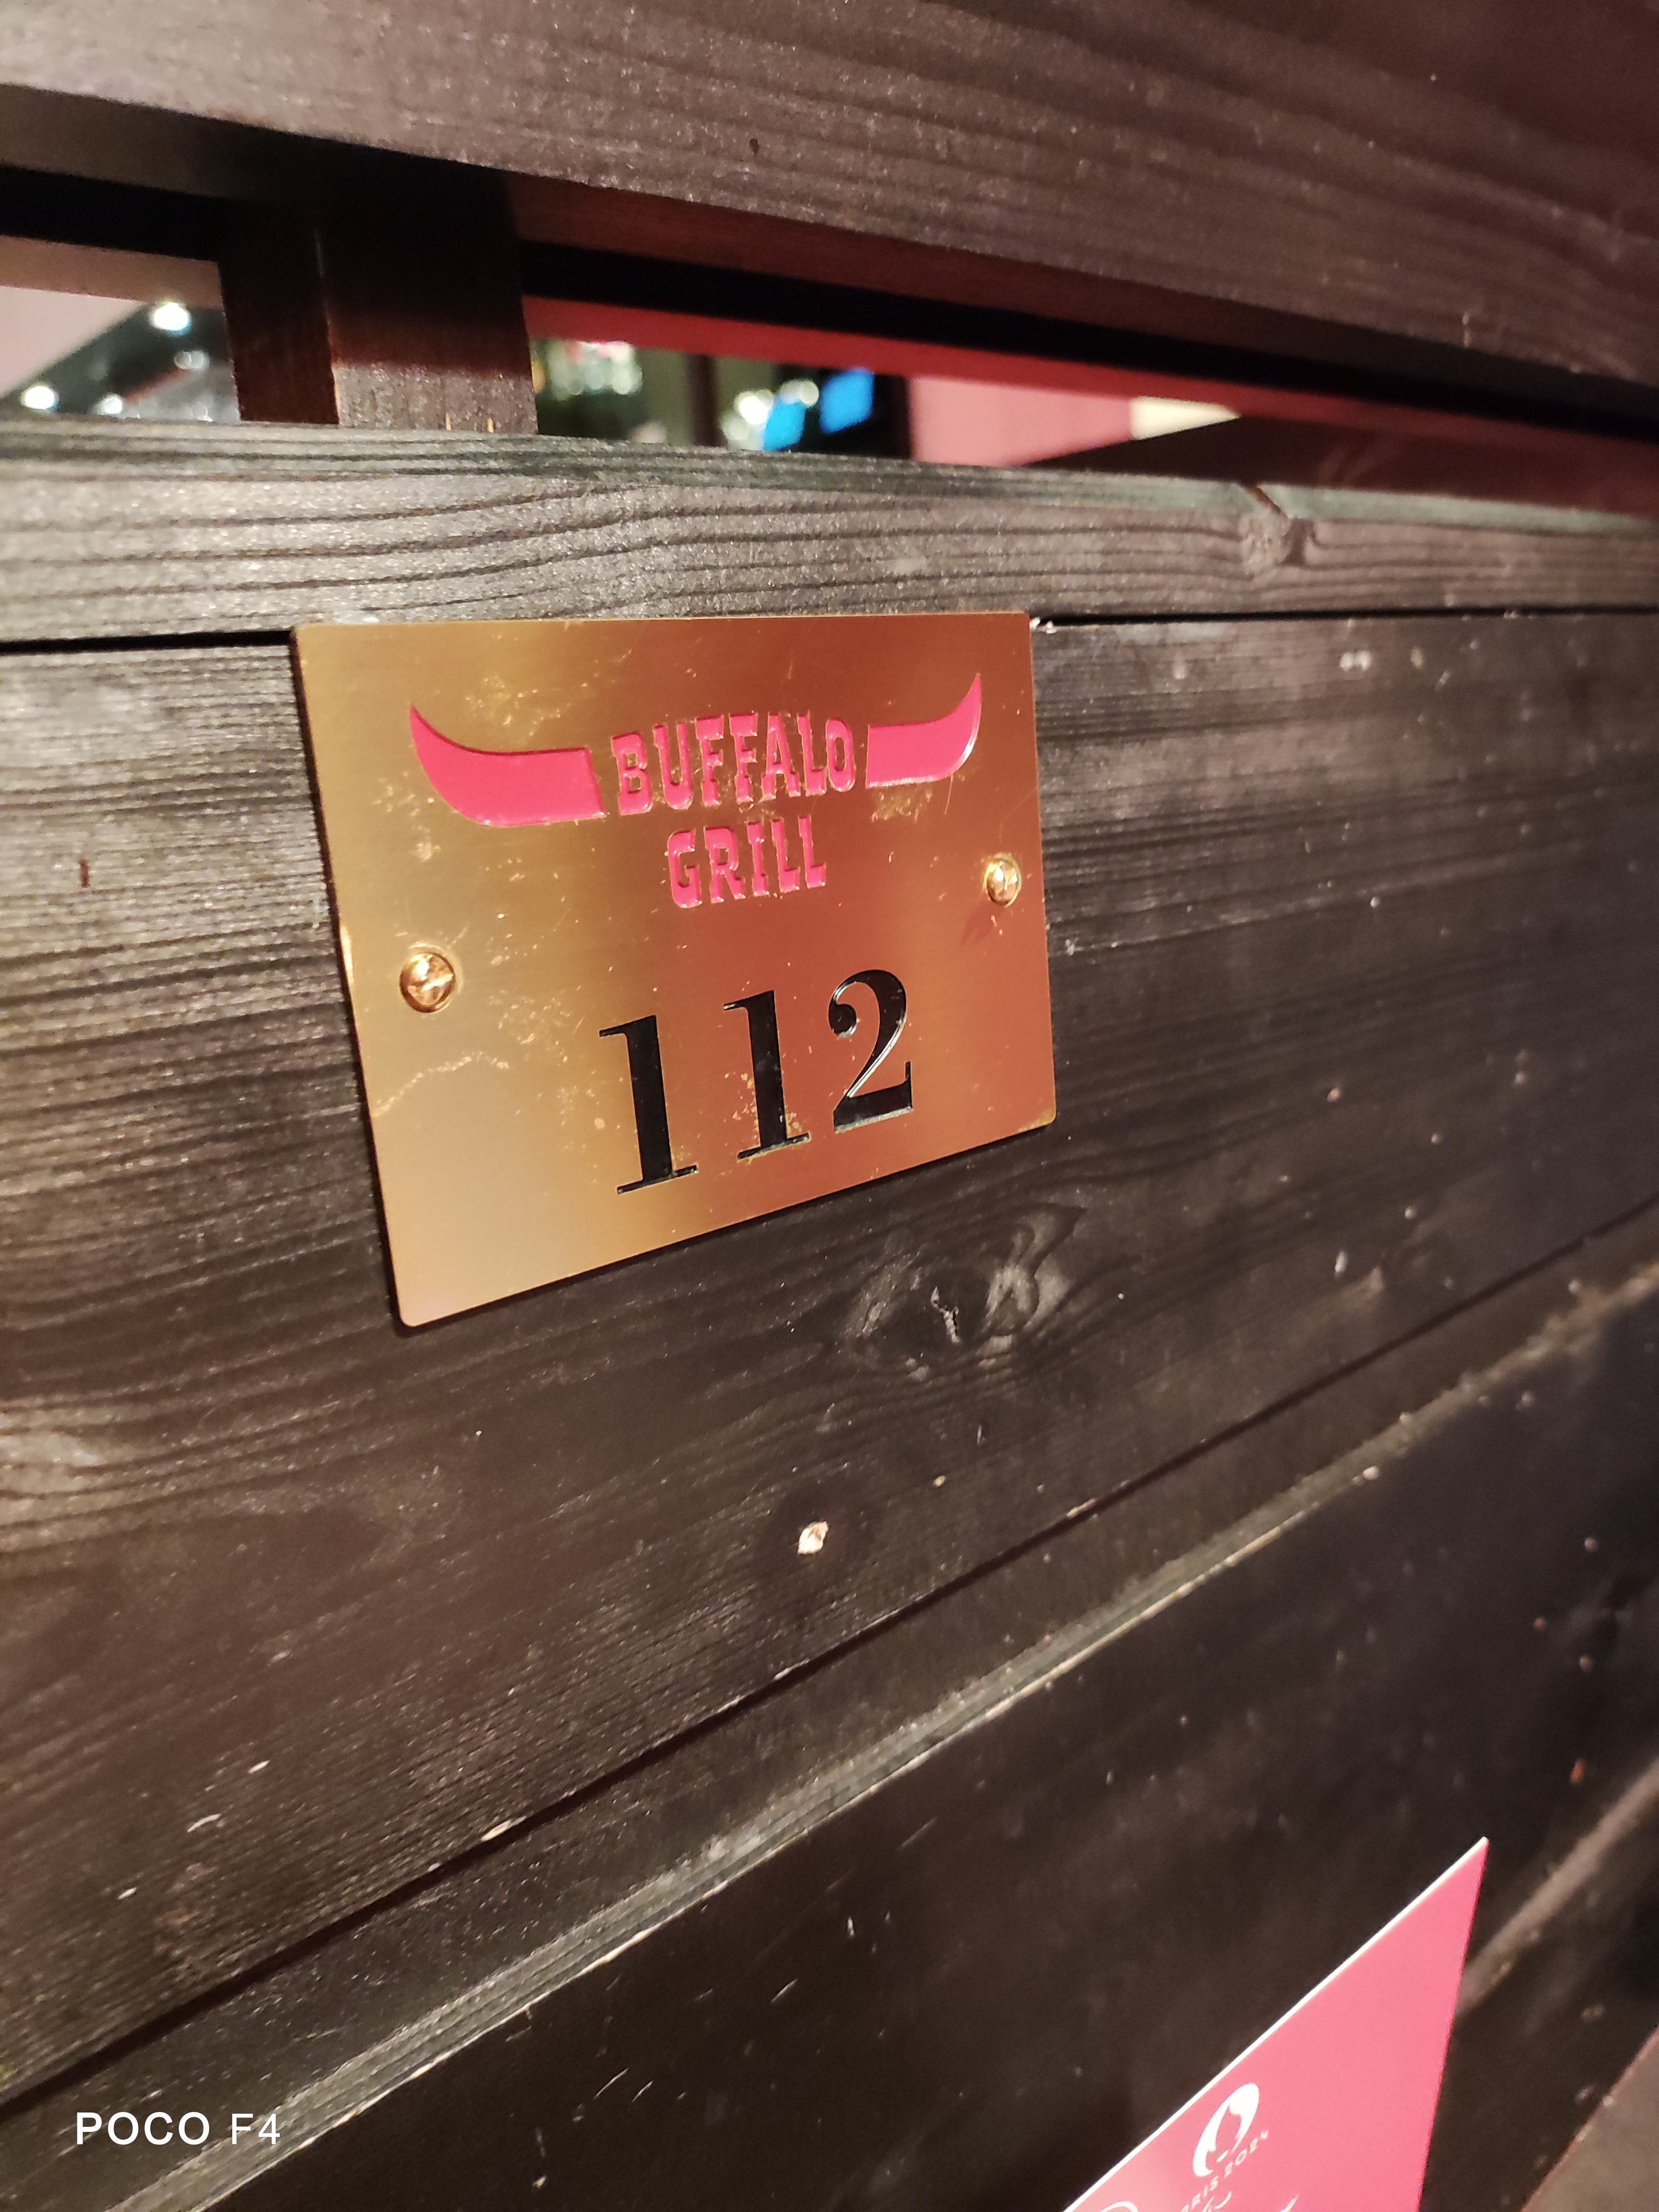 BUFFALO
GRILL
112
POCO F4